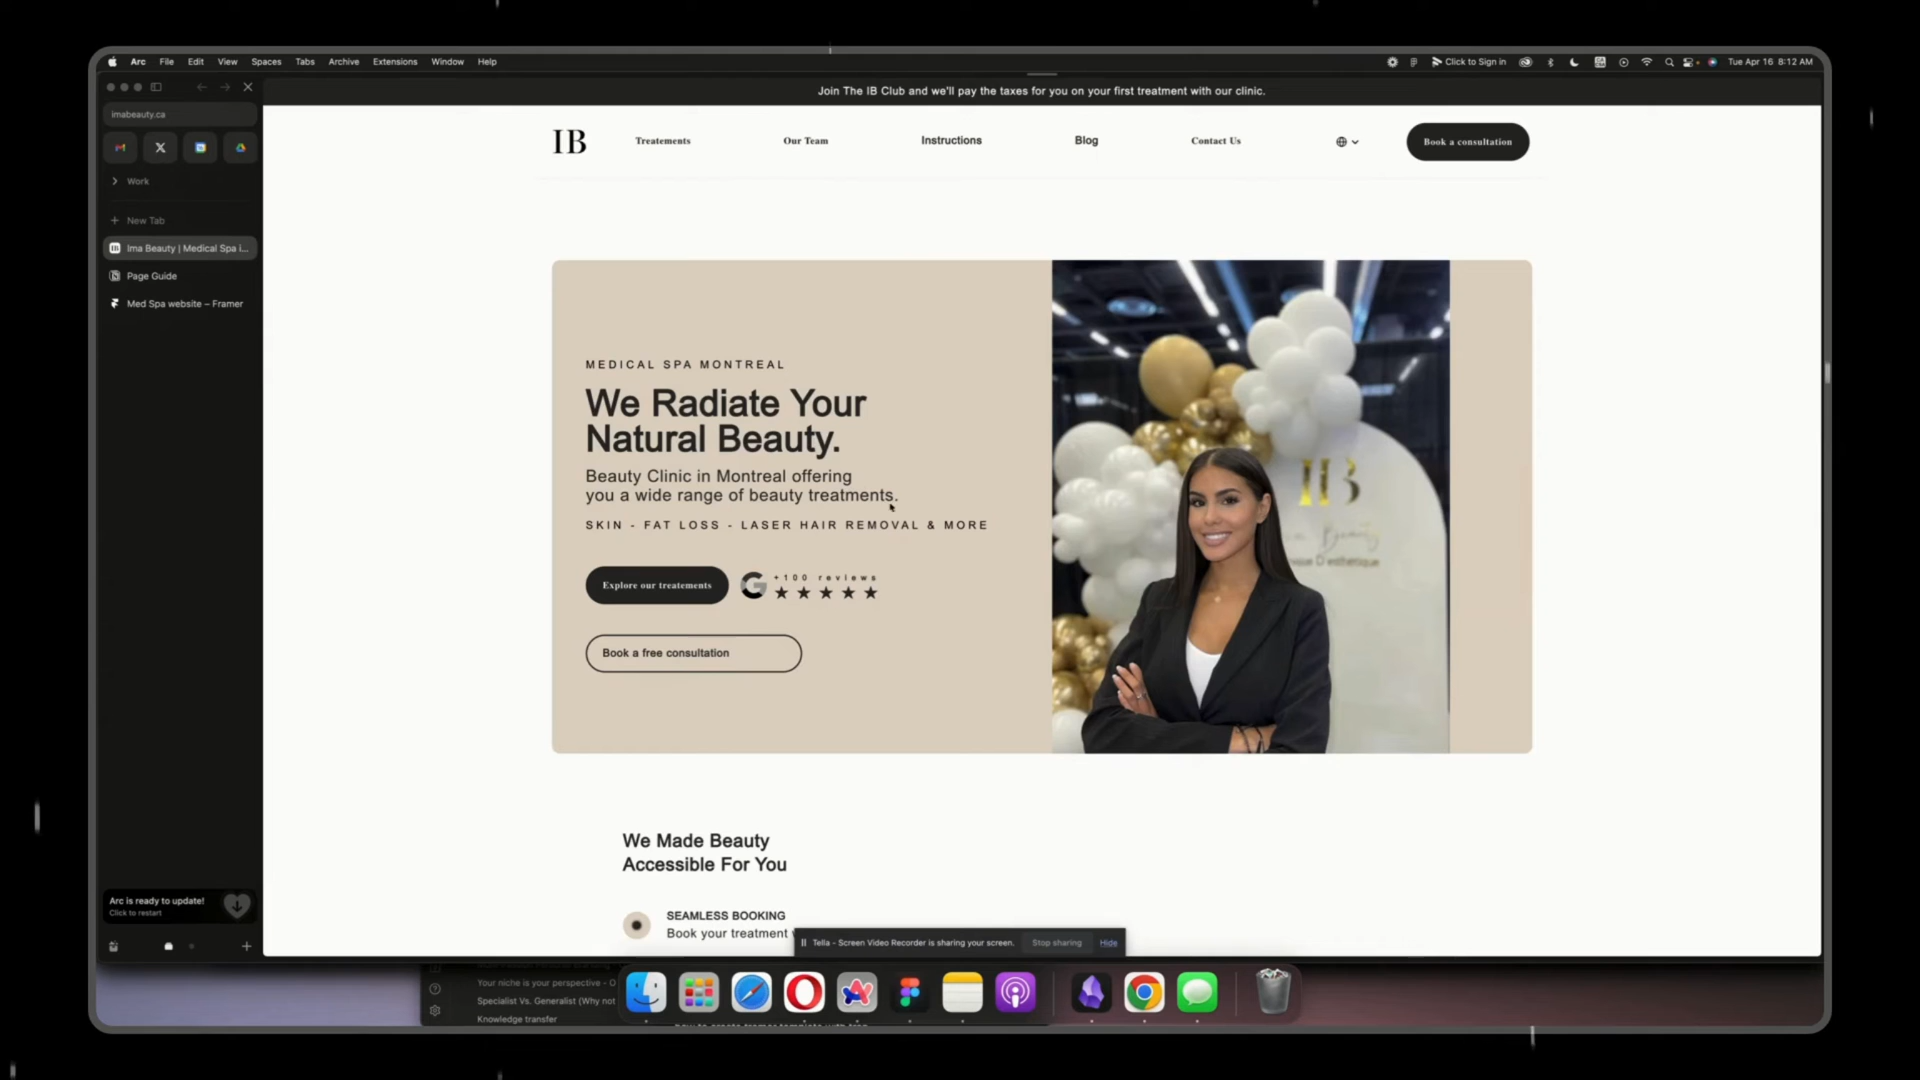 Arc File Edit View Spaces Tabs Archive Extensions Window Help
Click to Sign in
Tue Apr 16 8:12 AM
imabeauty.ca
Work
New Tab
Ima Beauty | Medical Spa i...
Page Guide
Med Spa website – Framer
Arc is ready to update!
Click to restart
Join The IB Club and we'll pay the taxes for you on your first treatment with our clinic.
IB
Treatements
Our Team
Instructions
Blog
Contact Us
Book a consultation
MEDICAL SPA MONTREAL
We Radiate Your
Natural Beauty.
Beauty Clinic in Montreal offering
you a wide range of beauty treatments.
SKIN - FAT LOSS - LASER HAIR REMOVAL & MORE
Explore our treatements
+100 reviews
Book a free consultation
IB
Beauty
We Made Beauty
Accessible For You
SEAMLESS BOOKING
Book your treatment
Tella - Screen Video Recorder is sharing your screen.
Stop sharing
Hide
Your niche is your perspective - O
Specialist Vs. Generalist (Why not
Knowledge transfer